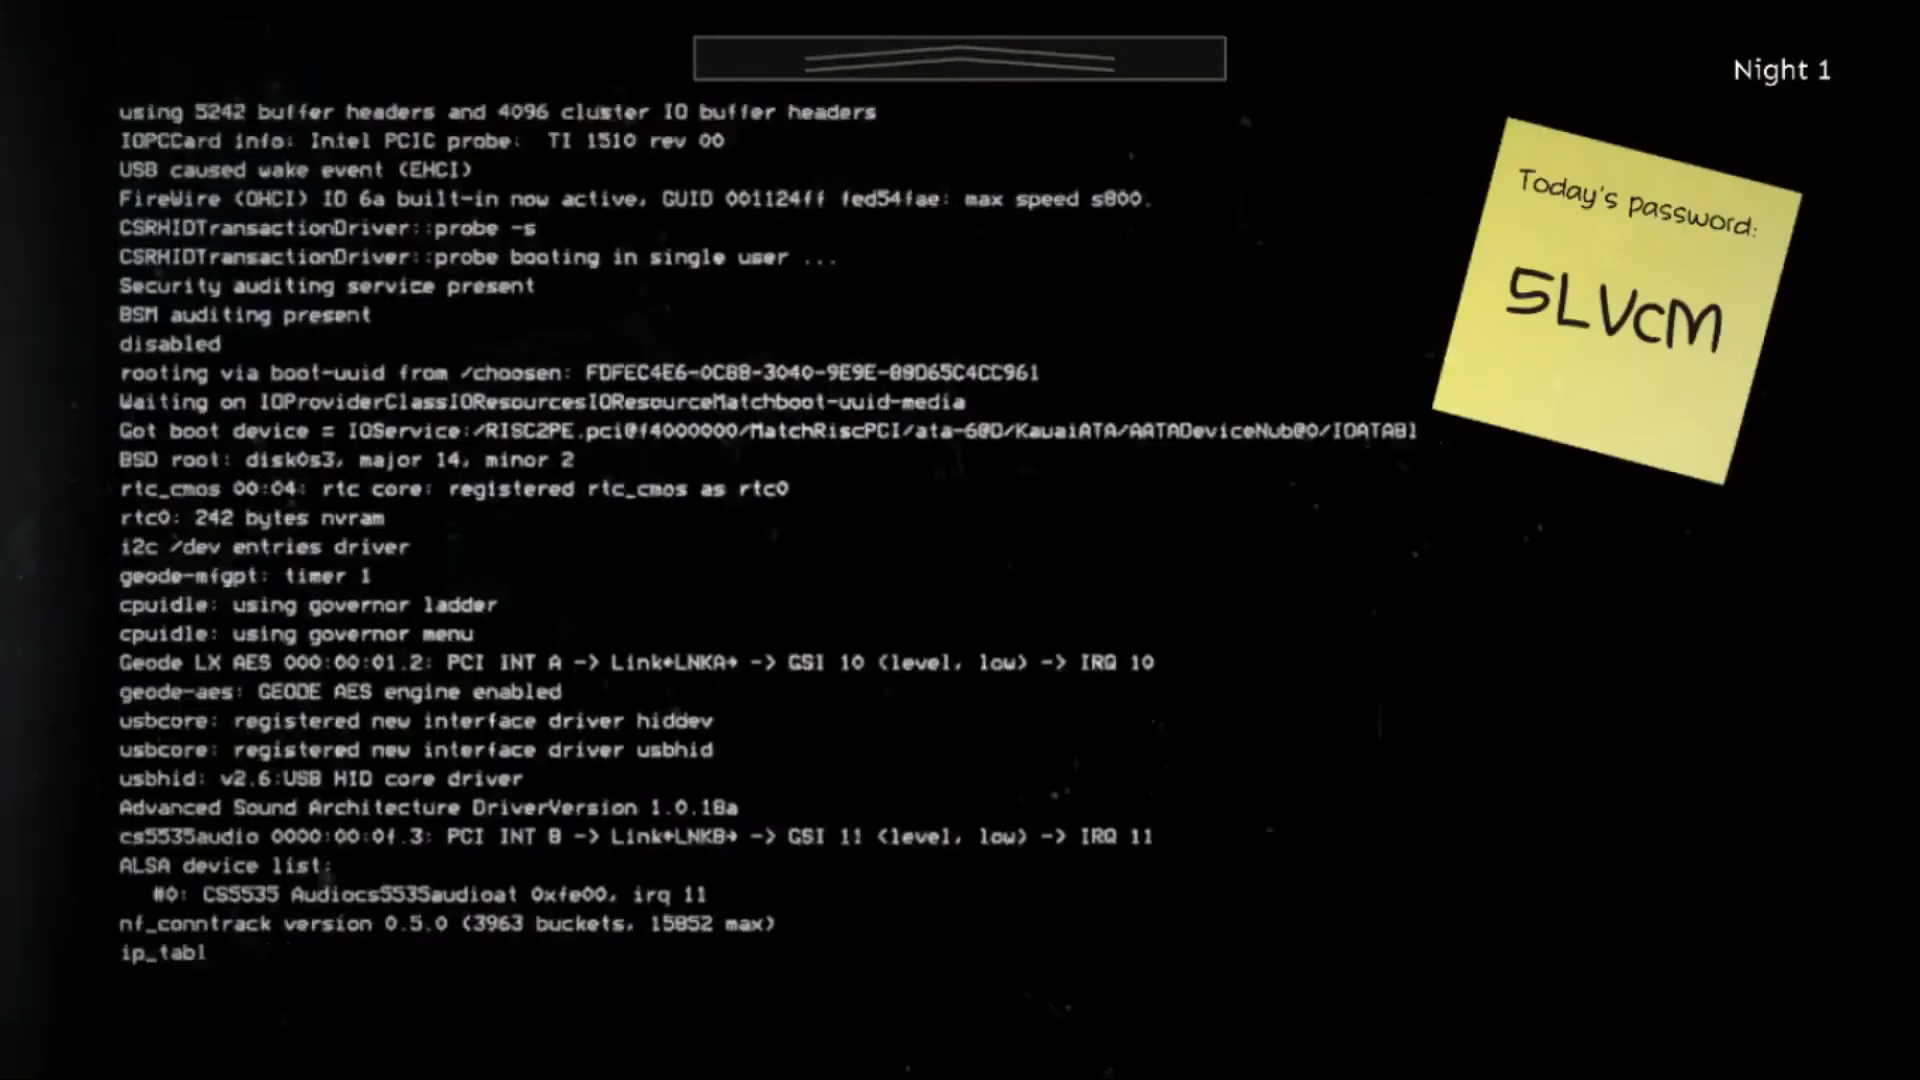 Night 1
using 5242 buffer headers and 4096 cluster IO buffer headers
IOPCCard info: Intel PCIC probe:  TI 1510 rev 00
USB caused wake event (EHCI)
FireWire (OHCI) ID 6a built-in now active, GUID 001124ff fed54fae: max speed s800.
CSRHIDTransactionDriver::probe -s
CSRHIDTransactionDriver::probe booting in single user ...
Security auditing service present
BSM auditing present
disabled
rooting via boot-uuid from /choosen: FDFEC4E6-0C88-3040-9E9E-89D65C4CC961
Waiting on IOProviderClassIOResourcesIOResourceMatchboot-uuid-media
Got boot device = IOService:/RISC2PE.pci@f4000000/MatchRiscPCI/ata-6@D/KauaiATA/AATADeviceNub@0/IOATABl
BSD root: disk0s3, major 14, minor 2
rtc_cmos 00:04: rtc core: registered rtc_cmos as rtc0
rtc0: 242 bytes nvram
i2c /dev entries driver
geode-mfgpt: timer 1
cpuidle: using governor ladder
cpuidle: using governor menu
Geode LX AES 000:00:01.2: PCI INT A -> Link*LNKA* -> GSI 10 (level, low) -> IRQ 10
geode-aes: GEODE AES engine enabled
usbcore: registered new interface driver hiddev
usbcore: registered new interface driver usbhid
usbhid: v2.6:USB HID core driver
Advanced Sound Architecture DriverVersion 1.0.18a
cs5535audio 0000:00:0f.3: PCI INT B -> Link*LNKB* -> GSI 11 (level, low) -> IRQ 11
ALSA device list:
#0: CS5535 Audiocs5535audioat 0xfe00, irq 11
nf_conntrack version 0.5.0 (3963 buckets, 15852 max)
ip_tabl
Today's password:
5LVcM